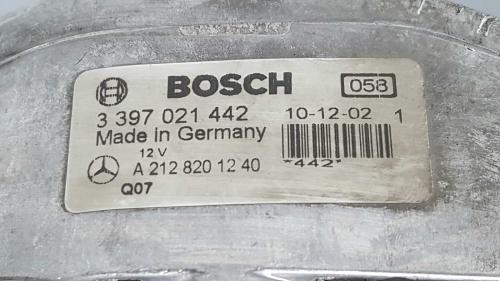 BOSCH 058
3 397 021 442 10-12-02 1
Made in Germany
12 V *442*
A 212 820 12 40
Q07